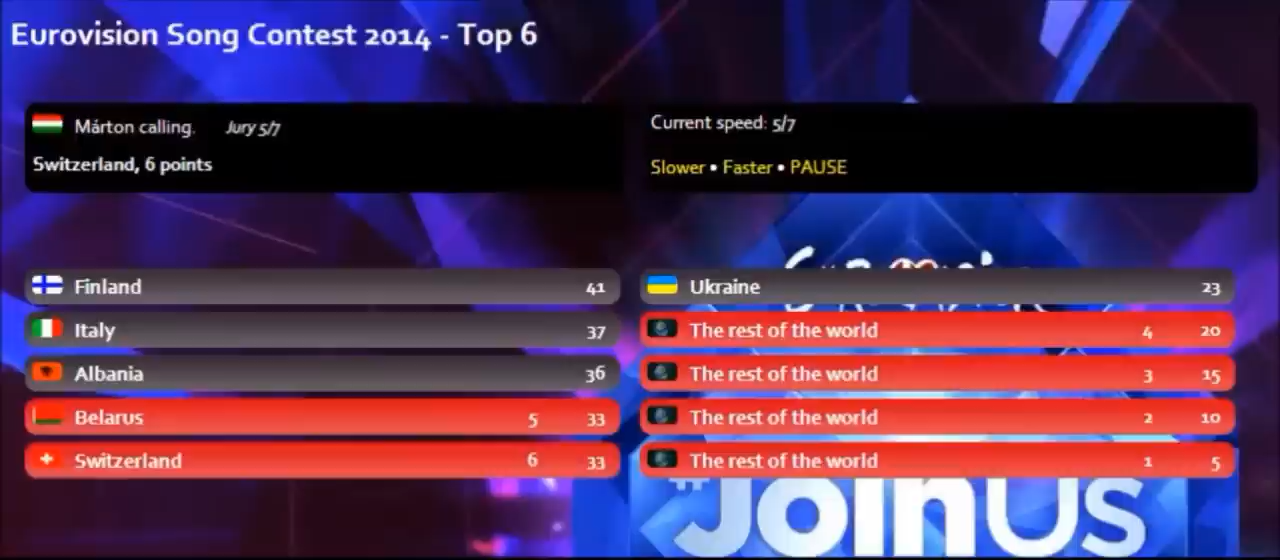 Eurovision Song Contest 2014 - Top 6
Márton calling. Jury 5/7
Switzerland, 6 points
Current speed: 5/7
Slower • Faster • PAUSE
Finland 41
Italy 37
Albania 36
Belarus 5 33
Switzerland 6 33
Ukraine 23
The rest of the world 4 20
The rest of the world 3 15
The rest of the world 2 10
The rest of the world 1 5
#JoinUs